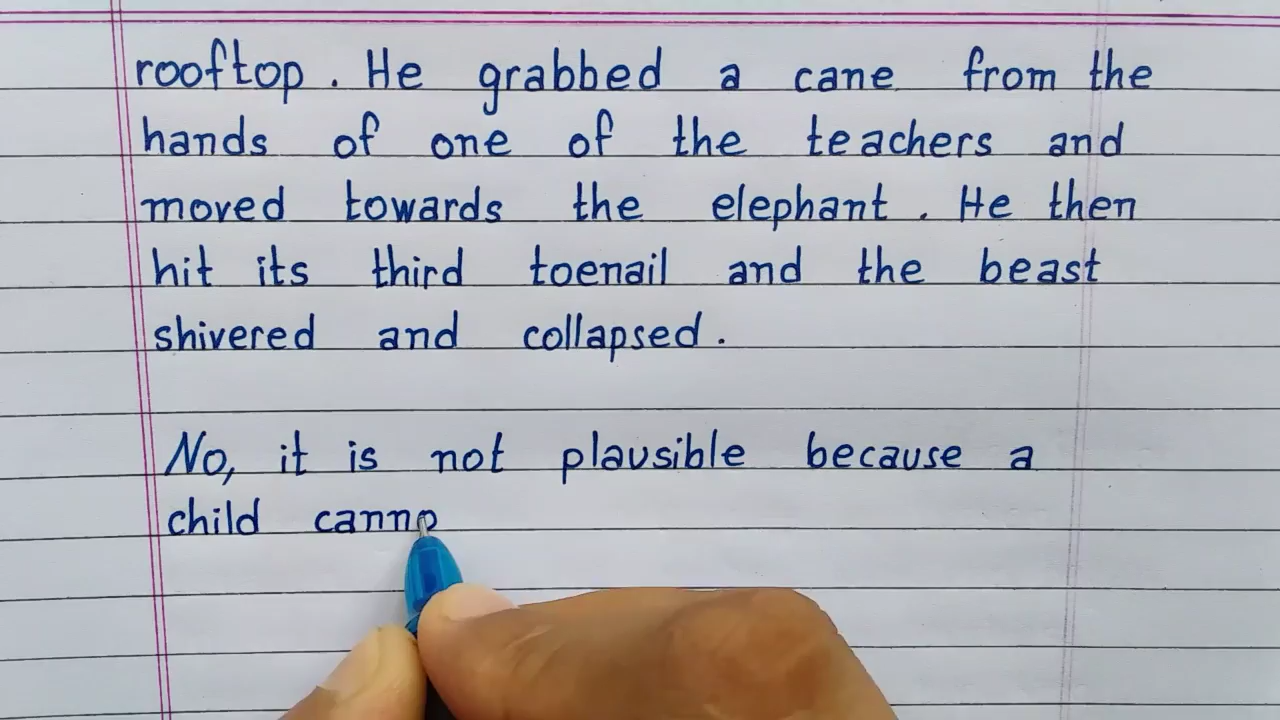 rooftop. He grabbed a cane from the
hands of one of the teachers and
moved towards the elephant. He then
hit its third toenail and the beast
shivered and collapsed.
No, it is not plausible because a
child canno